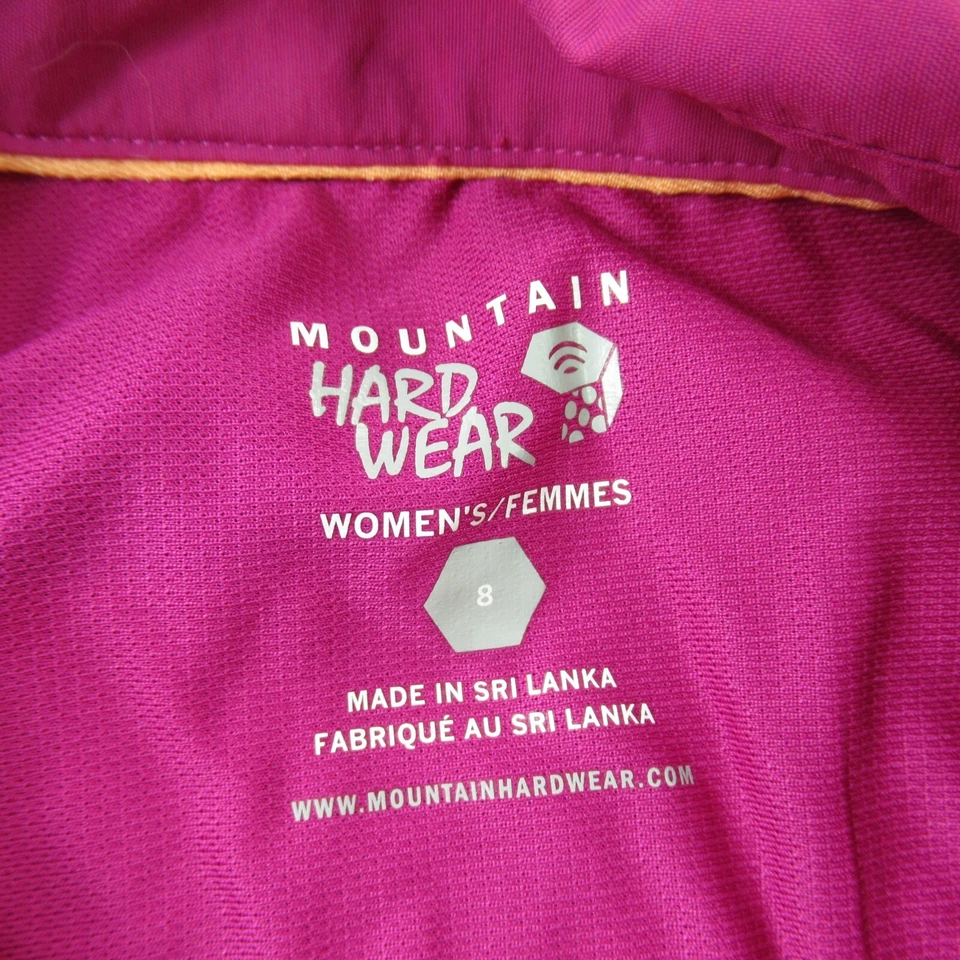 MOUNTAIN
HARD
WEAR
WOMEN'S/FEMMES
8
MADE IN SRI LANKA
FABRIQUÉ AU SRI LANKA
WWW.MOUNTAINHARDWEAR.COM